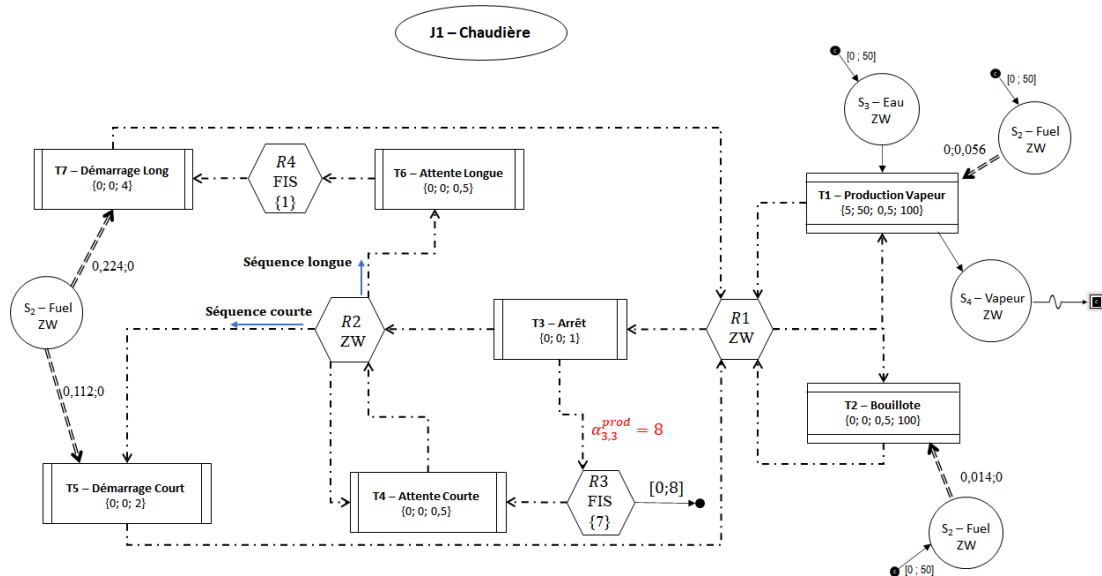 J1 – Chaudière
[0 ; 50]
[0 ; 50]
S₃ – Eau
ZW
S₂ – Fuel
ZW
0;0,056
T7 – Démarrage Long
{0; 0; 4}
R4
FIS
{1}
T6 – Attente Longue
{0; 0; 0,5}
T1 – Production Vapeur
{5; 50; 0,5; 100}
0,224;0
Séquence longue
S₄ – Vapeur
ZW
S₂ – Fuel
ZW
Séquence courte
R2
ZW
T3 – Arrêt
{0; 0; 1}
R1
ZW
0,112;0
T2 – Bouillote
{0; 0; 0,5; 100}
α₃,₃ᵖʳᵒᵈ = 8
T5 – Démarrage Court
{0; 0; 2}
T4 – Attente Courte
{0; 0; 0,5}
R3
FIS
{7}
[0;8]
0,014;0
S₂ – Fuel
ZW
[0 ; 50]
c
c
c
c